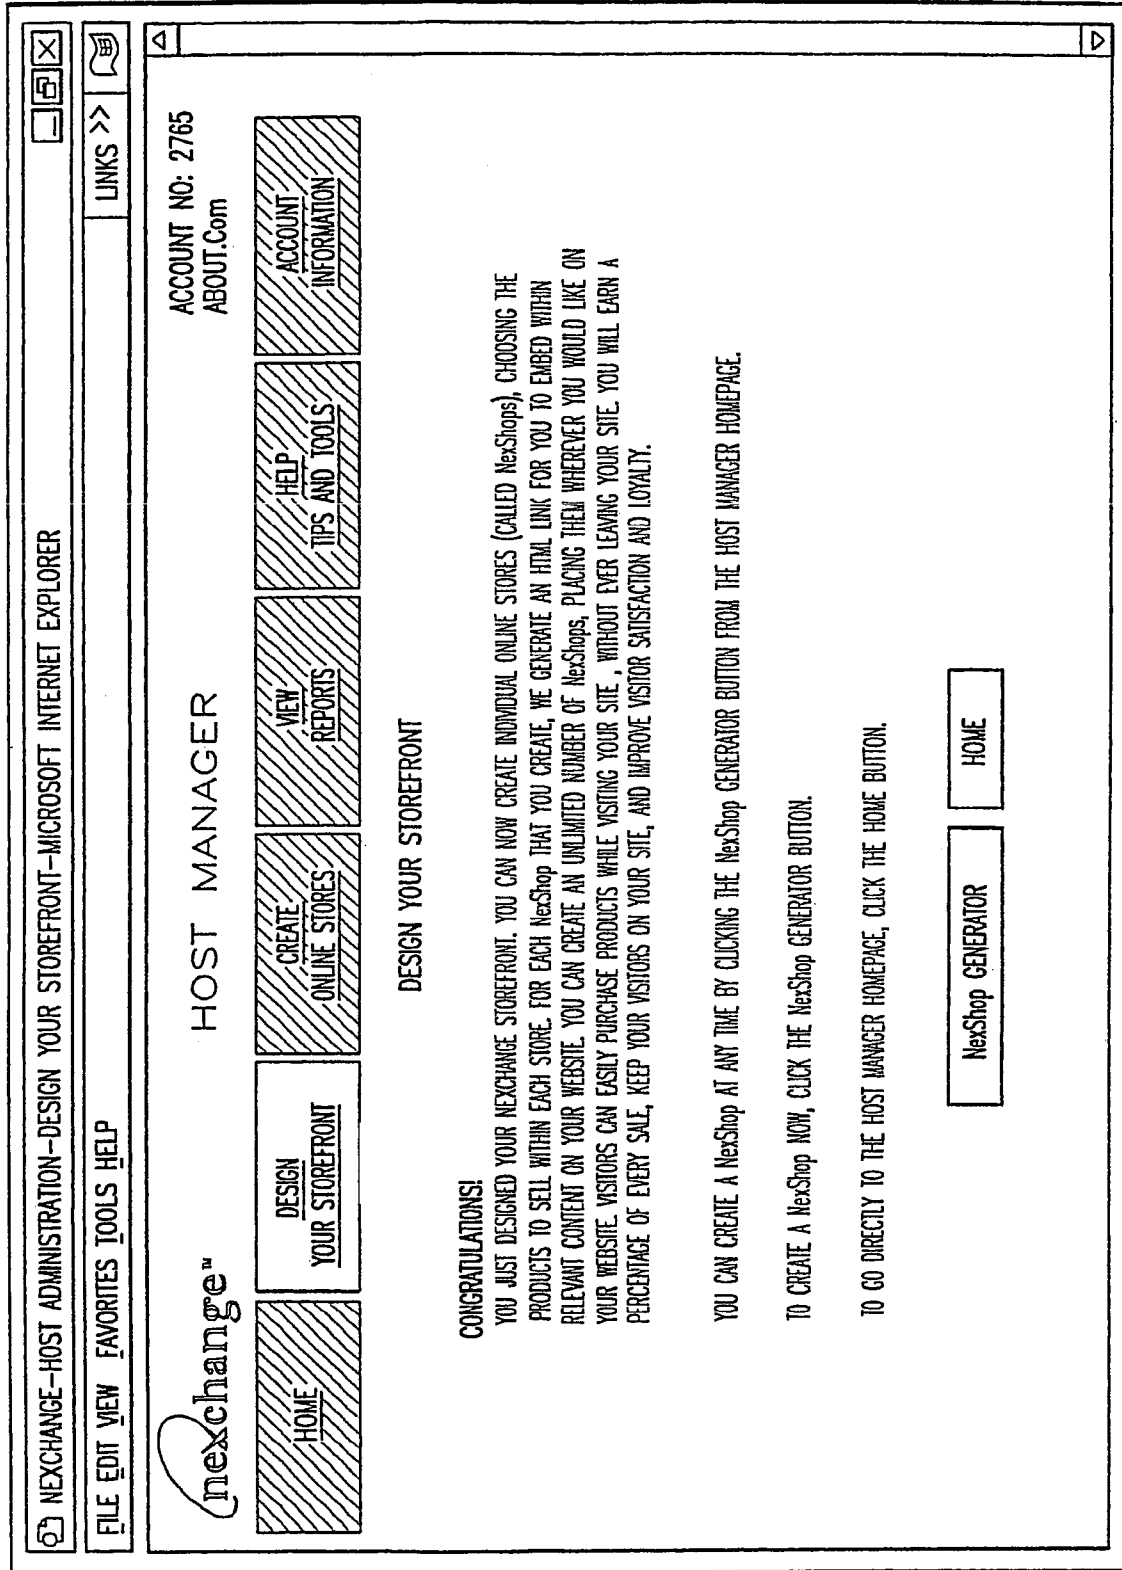 NEXCHANGE-HOST ADMINISTRATION-DESIGN YOUR STOREFRONT-MICROSOFT INTERNET EXPLORER
FILE EDIT VIEW FAVORITES TOOLS HELP
LINKS >>
nexchange™
HOST MANAGER
ACCOUNT NO: 2765
ABOUT.Com
HOME
DESIGN
YOUR STOREFRONT
CREATE
ONLINE STORES
VIEW
REPORTS
HELP
TIPS AND TOOLS
ACCOUNT
INFORMATION
DESIGN YOUR STOREFRONT
CONGRATULATIONS!
YOU JUST DESIGNED YOUR NEXCHANGE STOREFRONT. YOU CAN NOW CREATE INDIVIDUAL ONLINE STORES (CALLED NexShops), CHOOSING THE
PRODUCTS TO SELL WITHIN EACH STORE. FOR EACH NexShop THAT YOU CREATE, WE GENERATE AN HTML LINK FOR YOU TO EMBED WITHIN
RELEVANT CONTENT ON YOUR WEBSITE. YOU CAN CREATE AN UNLIMITED NUMBER OF NexShops, PLACING THEM WHEREVER YOU WOULD LIKE ON
YOUR WEBSITE. VISITORS CAN EASILY PURCHASE PRODUCTS WHILE VISITING YOUR SITE , WITHOUT EVER LEAVING YOUR SITE. YOU WILL EARN A
PERCENTAGE OF EVERY SALE, KEEP YOUR VISITORS ON YOUR SITE, AND IMPROVE VISITOR SATISFACTION AND LOYALTY.
YOU CAN CREATE A NexShop AT ANY TIME BY CLICKING THE NexShop GENERATOR BUTTON FROM THE HOST MANAGER HOMEPAGE.
TO CREATE A NexShop NOW, CLICK THE NexShop GENERATOR BUTTON.
TO GO DIRECTLY TO THE HOST MANAGER HOMEPAGE, CLICK THE HOME BUTTON.
NexShop GENERATOR
HOME